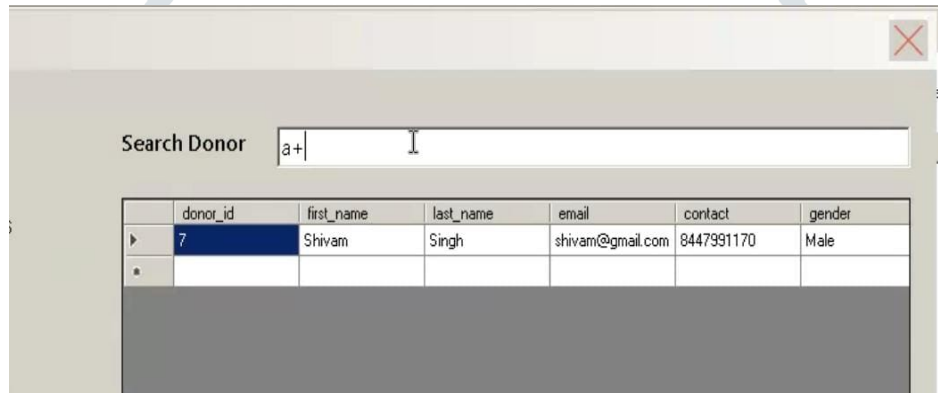 Search Donor a+
donor_id first_name last_name email contact gender
7 Shivam Singh shivam@gmail.com 8447991170 Male